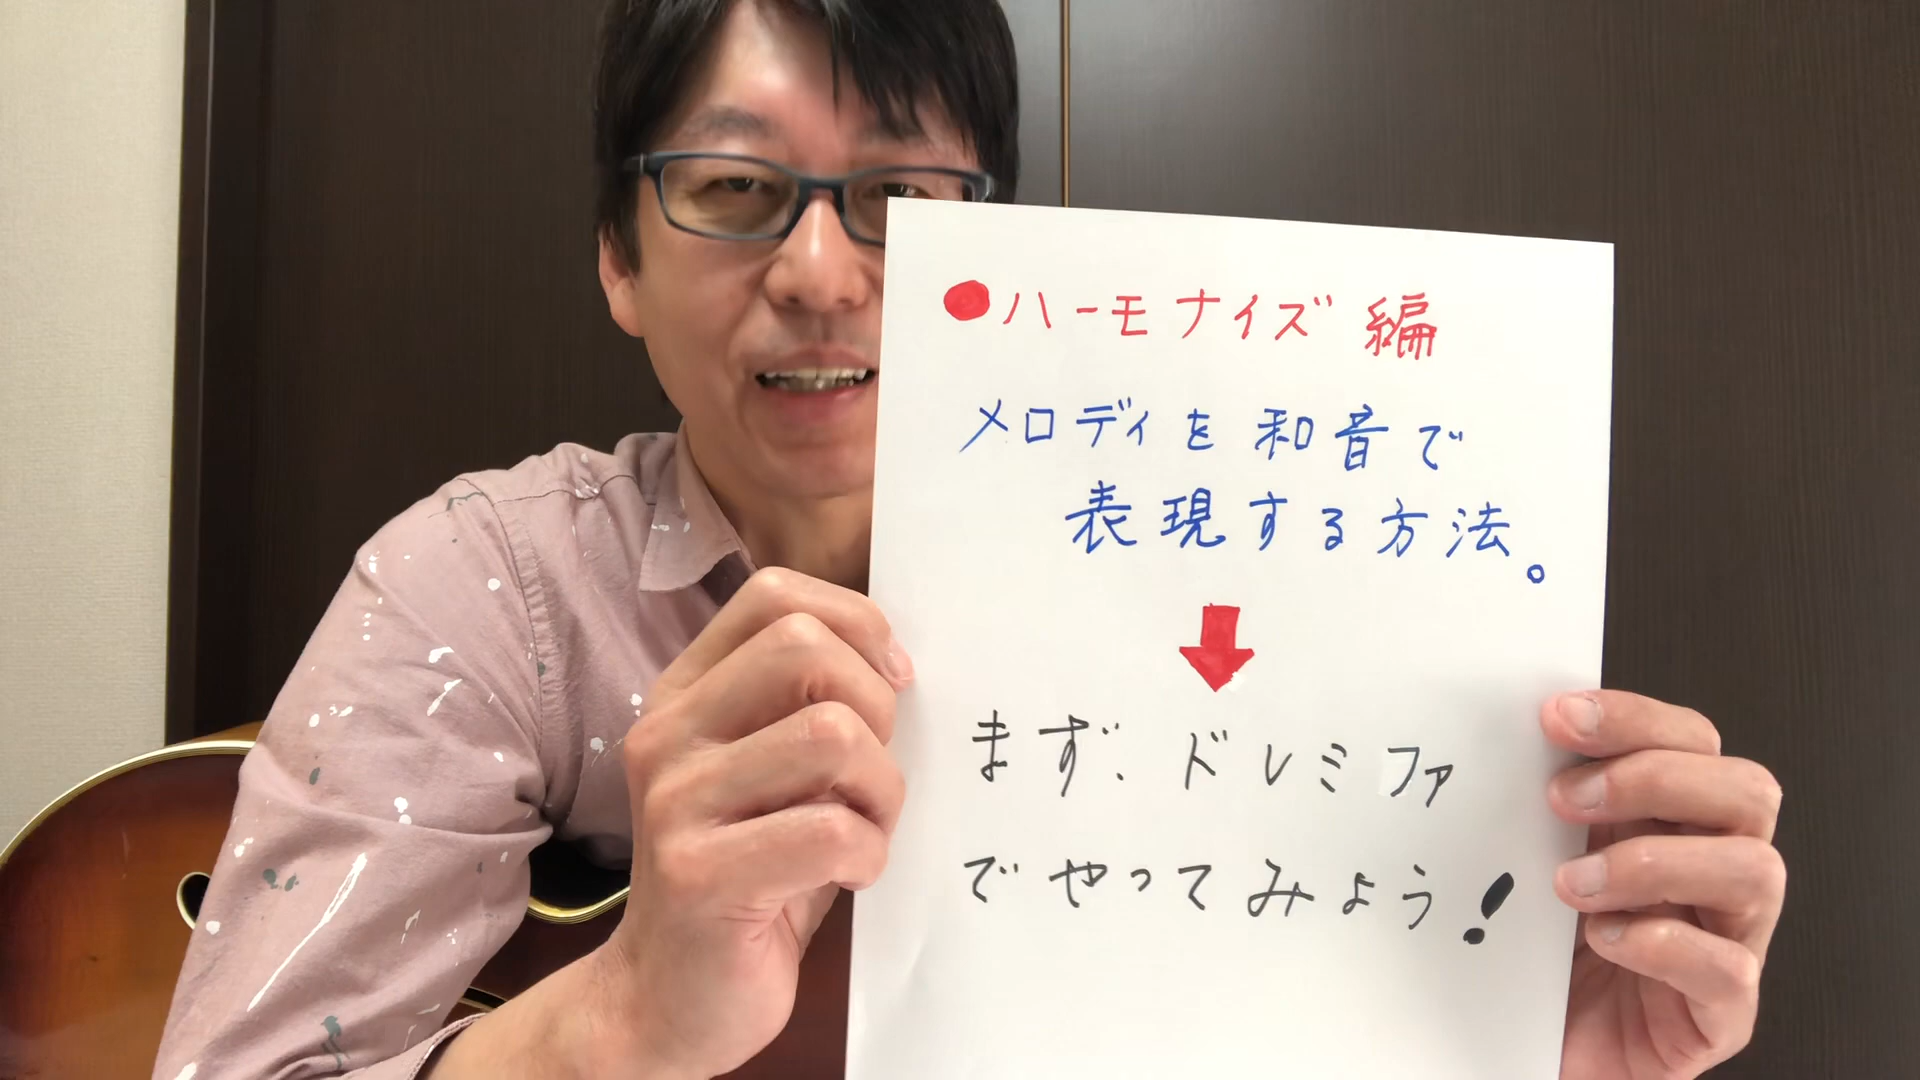 ●ハーモナイズ編
メロディを和音で
表現する方法。
まず、ドレミファ
でやってみよう!